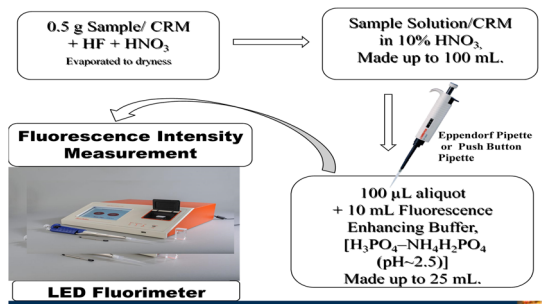 0.5 g Sample/ CRM
+ HF + HNO₃
Evaporated to dryness
Sample Solution/CRM
in 10% HNO₃,
Made up to 100 mL.
Eppendorf Pipette
or Push Button
Pipette
100 µL aliquot
+ 10 mL Fluorescence
Enhancing Buffer,
[H₃PO₄–NH₄H₂PO₄
(pH~2.5)]
Made up to 25 mL.
Fluorescence Intensity
Measurement
LED Fluorimeter